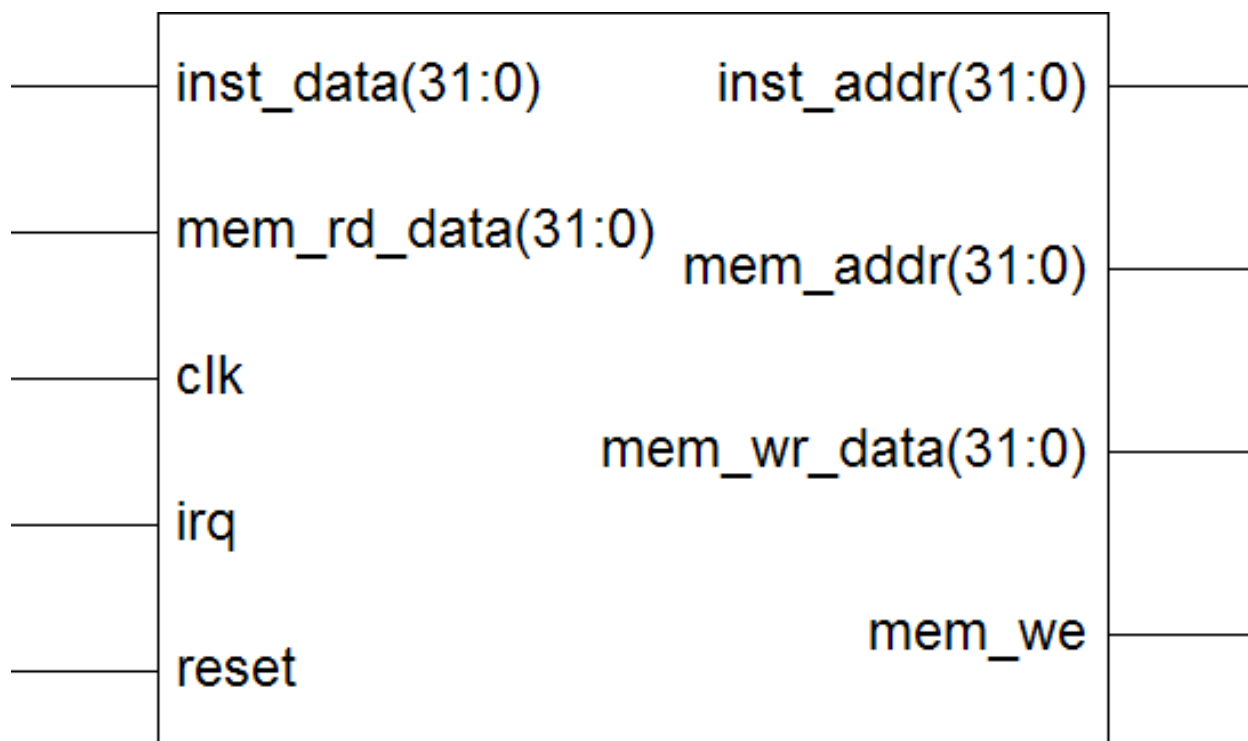 inst_data(31:0)
inst_addr(31:0)
mem_rd_data(31:0)
mem_addr(31:0)
clk
mem_wr_data(31:0)
irq
mem_we
reset